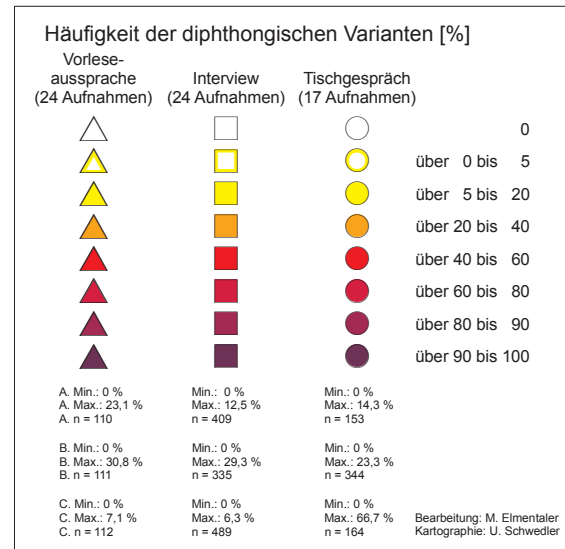 Häufigkeit der diphthongischen Varianten [%]
Vorlese-
aussprache Interview Tischgespräch
(24 Aufnahmen) (24 Aufnahmen) (17 Aufnahmen)
0
über 0 bis 5
über 5 bis 20
über 20 bis 40
über 40 bis 60
über 60 bis 80
über 80 bis 90
über 90 bis 100
A. Min.: 0 % Min.: 0 % Min.: 0 %
A. Max.: 23,1 % Max.: 12,5 % Max.: 14,3 %
A. n = 110 n = 409 n = 153
B. Min.: 0 % Min.: 0 % Min.: 0 %
B. Max.: 30,8 % Max.: 29,3 % Max.: 23,3 %
B. n = 111 n = 335 n = 344
C. Min.: 0 % Min.: 0 % Min.: 0 %
C. Max.: 7,1 % Max.: 6,3 % Max.: 66,7 % Bearbeitung: M. Elmentaler
C. n = 112 n = 489 n = 164 Kartographie: U. Schwedler